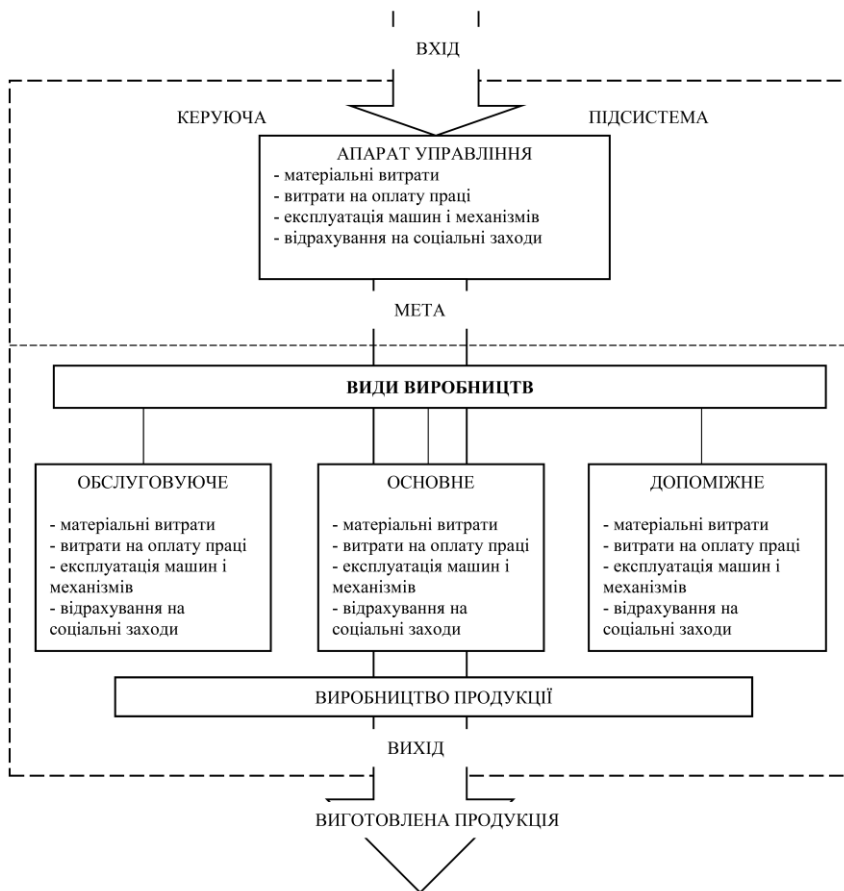 ВХІД
КЕРУЮЧА
ПІДСИСТЕМА
АПАРАТ УПРАВЛІННЯ
- матеріальні витрати
- витрати на оплату праці
- експлуатація машин і механізмів
- відрахування на соціальні заходи
МЕТА
ВИДИ ВИРОБНИЦТВ
ОБСЛУГОВУЮЧЕ
- матеріальні витрати
- витрати на оплату праці
- експлуатація машин і
механізмів
- відрахування на
соціальні заходи
ОСНОВНЕ
- матеріальні витрати
- витрати на оплату праці
- експлуатація машин і
механізмів
- відрахування на
соціальні заходи
ДОПОМІЖНЕ
- матеріальні витрати
- витрати на оплату праці
- експлуатація машин і
механізмів
- відрахування на
соціальні заходи
ВИРОБНИЦТВО ПРОДУКЦІЇ
ВИХІД
ВИГОТОВЛЕНА ПРОДУКЦІЯ